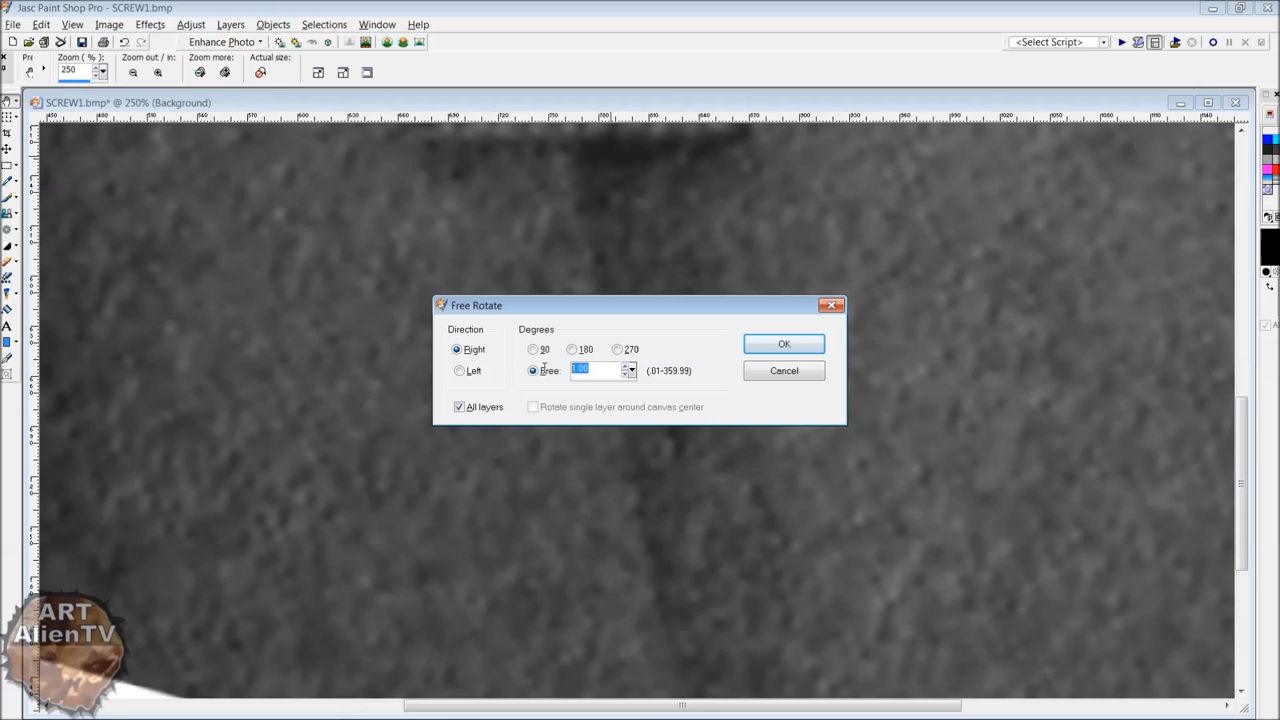 Jasc Paint Shop Pro - SCREW1.bmp
File Edit View Image Effects Adjust Layers Objects Selections Window Help
Enhance Photo <Select Script>
Pre Zoom ( % ): Zoom out / in: Zoom more: Actual size:
250
SCREW1.bmp* @ 250% (Background)
Free Rotate
Direction Degrees
Right 90 180 270 OK
Left Free: 1.00 (.01-359.99) Cancel
All layers Rotate single layer around canvas center
ART
AlienTV